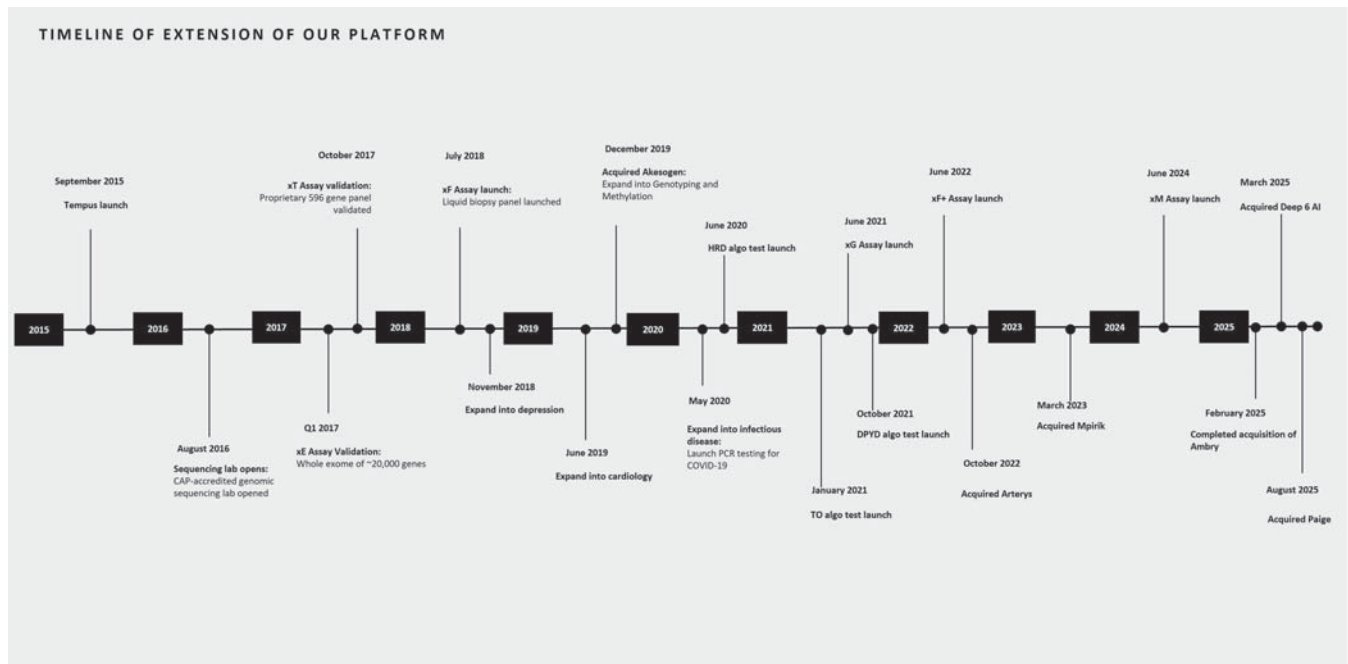 TIMELINE OF EXTENSION OF OUR PLATFORM
September 2015
Tempus launch
October 2017
xT Assay validation:
Proprietary 596 gene panel
validated
July 2018
xF Assay launch:
Liquid biopsy panel launched
December 2019
Acquired Akesogen:
Expand into Genotyping and
Methylation
June 2020
HRD algo test launch
June 2021
xG Assay launch
June 2022
xF+ Assay launch
June 2024
xM Assay launch
March 2025
Acquired Deep 6 AI
2015
2016
2017
2018
2019
2020
2021
2022
2023
2024
2025
August 2016
Sequencing lab opens:
CAP-accredited genomic
sequencing lab opened
Q1 2017
xE Assay Validation:
Whole exome of ~20,000 genes
November 2018
Expand into depression
June 2019
Expand into cardiology
May 2020
Expand into infectious
disease:
Launch PCR testing for
COVID-19
January 2021
TO algo test launch
October 2021
DPYD algo test launch
October 2022
Acquired Arterys
March 2023
Acquired Mpirik
February 2025
Completed acquisition of
Ambry
August 2025
Acquired Paige